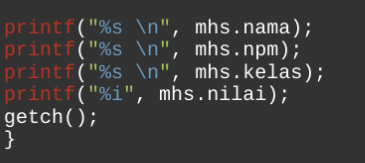 printf("%s \n", mhs.nama);
printf("%s \n", mhs.npm);
printf("%s \n", mhs.kelas);
printf("%i", mhs.nilai);
getch();
}